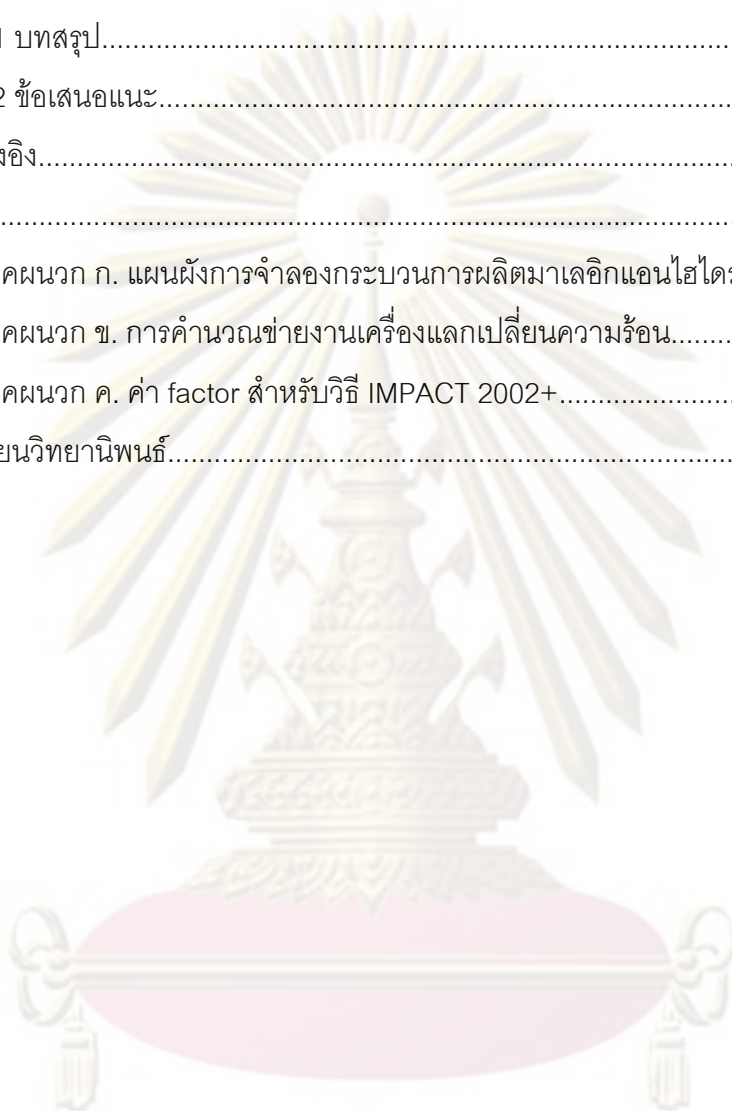 1 บทสรุป..........................................................................................
2 ข้อเสนอแนะ...................................................................................
งอิง...................................................................................................
.........................................................................................................
คผนวก ก. แผนผังการจำลองกระบวนการผลิตมาเลอิกแอนไฮไดร
คผนวก ข. การคำนวณข่ายงานเครื่องแลกเปลี่ยนความร้อน........
คผนวก ค. ค่า factor สำหรับวิธี IMPACT 2002+......................
ยนวิทยานิพนธ์...............................................................................